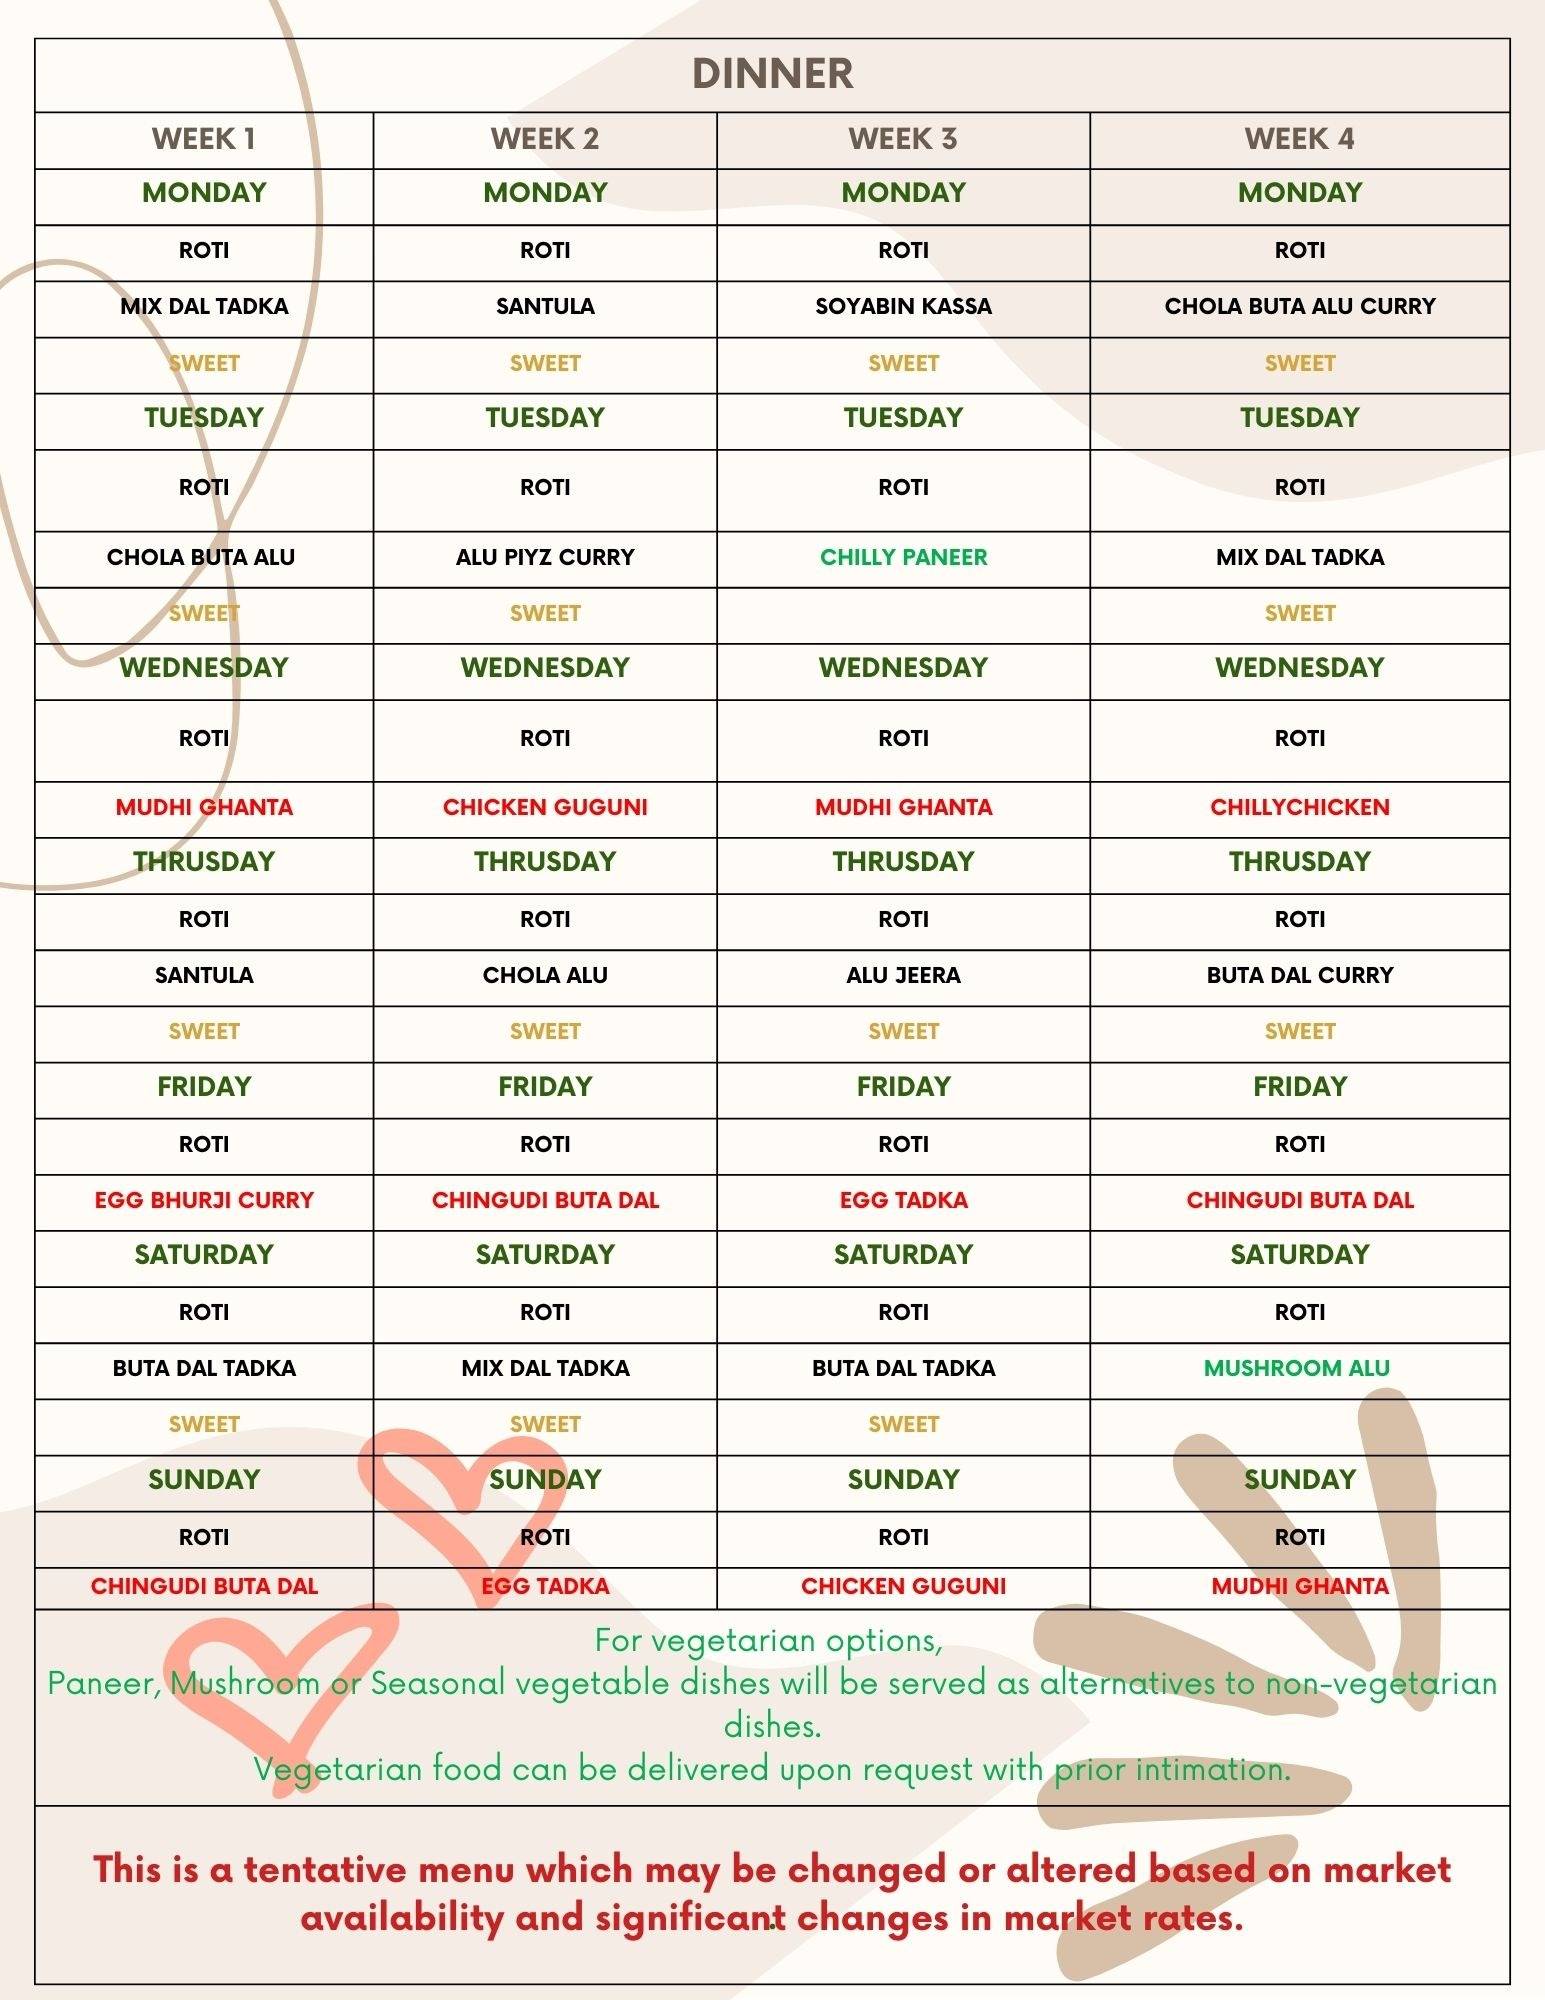 DINNER
WEEK 1 WEEK 2 WEEK 3 WEEK 4
MONDAY MONDAY MONDAY MONDAY
ROTI ROTI ROTI ROTI
MIX DAL TADKA SANTULA SOYABIN KASSA CHOLA BUTA ALU CURRY
SWEET SWEET SWEET SWEET
TUESDAY TUESDAY TUESDAY TUESDAY
ROTI ROTI ROTI ROTI
CHOLA BUTA ALU ALU PIYZ CURRY CHILLY PANEER MIX DAL TADKA
SWEET SWEET SWEET
WEDNESDAY WEDNESDAY WEDNESDAY WEDNESDAY
ROTI ROTI ROTI ROTI
MUDHI GHANTA CHICKEN GUGUNI MUDHI GHANTA CHILLYCHICKEN
THRUSDAY THRUSDAY THRUSDAY THRUSDAY
ROTI ROTI ROTI ROTI
SANTULA CHOLA ALU ALU JEERA BUTA DAL CURRY
SWEET SWEET SWEET SWEET
FRIDAY FRIDAY FRIDAY FRIDAY
ROTI ROTI ROTI ROTI
EGG BHURJI CURRY CHINGUDI BUTA DAL EGG TADKA CHINGUDI BUTA DAL
SATURDAY SATURDAY SATURDAY SATURDAY
ROTI ROTI ROTI ROTI
BUTA DAL TADKA MIX DAL TADKA BUTA DAL TADKA MUSHROOM ALU
SWEET SWEET SWEET
SUNDAY SUNDAY SUNDAY SUNDAY
ROTI ROTI ROTI ROTI
CHINGUDI BUTA DAL EGG TADKA CHICKEN GUGUNI MUDHI GHANTA
For vegetarian options,
Paneer, Mushroom or Seasonal vegetable dishes will be served as alternatives to non-vegetarian
dishes.
Vegetarian food can be delivered upon request with prior intimation.
This is a tentative menu which may be changed or altered based on market
availability and significant changes in market rates.